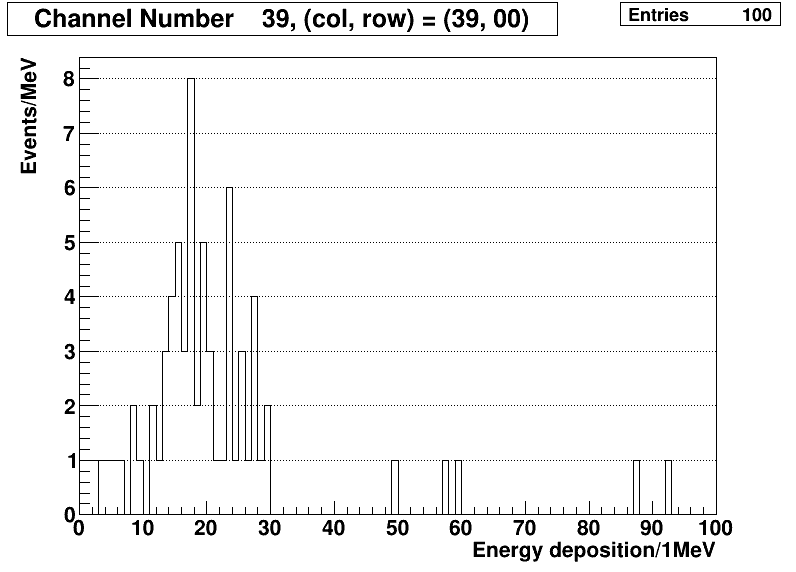 Channel Number 39, (col, row) = (39, 00)
Entries 100
Events/MeV
8
7
6
5
4
3
2
1
0
0 10 20 30 40 50 60 70 80 90 100
Energy deposition/1MeV